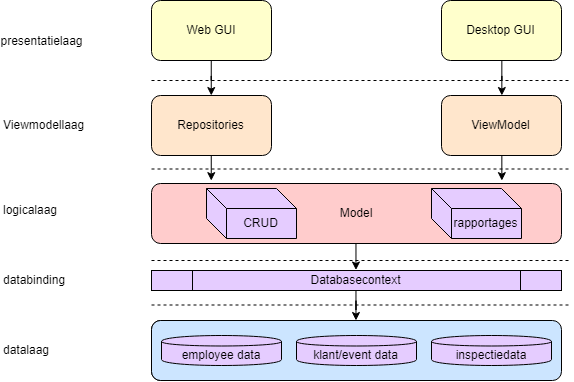 Web GUI
Desktop GUI
presentatielaag
Viewmodellaag
Repositories
ViewModel
logicalaag
CRUD
Model
rapportages
databinding
Databasecontext
datalaag
employee data
klant/event data
inspectiedata